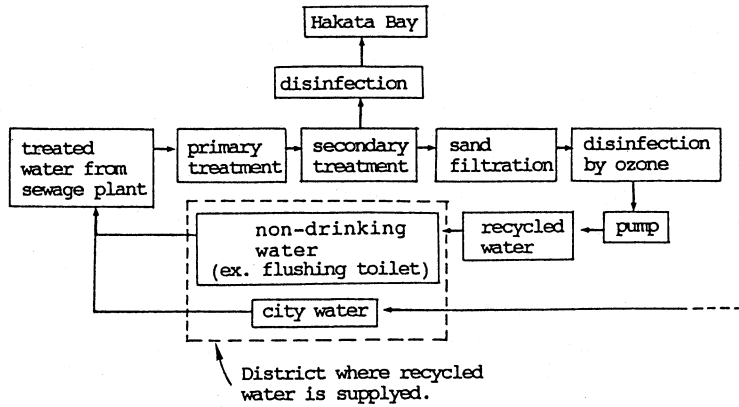 Hakata Bay
disinfection
treated
water from
sewage plant
primary
treatment
secondary
treatment
sand
filtration
disinfection
by ozone
non-drinking
water
(ex. flushing toilet)
recycled
water
pump
city water
District where recycled
water is supplyed.